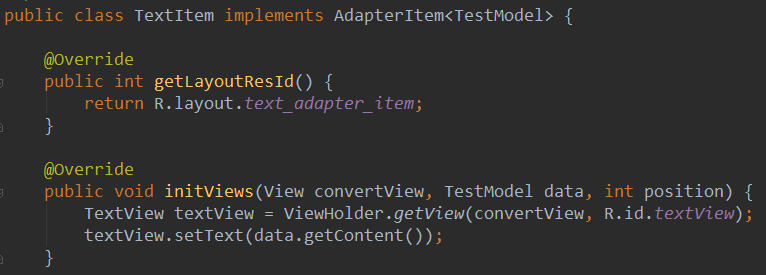 public class TextItem implements AdapterItem<TestModel> {
@Override
public int getLayoutResId() {
return R.layout.text_adapter_item;
}
@Override
public void initViews(View convertView, TestModel data, int position) {
TextView textView = ViewHolder.getView(convertView, R.id.textView);
textView.setText(data.getContent());
}